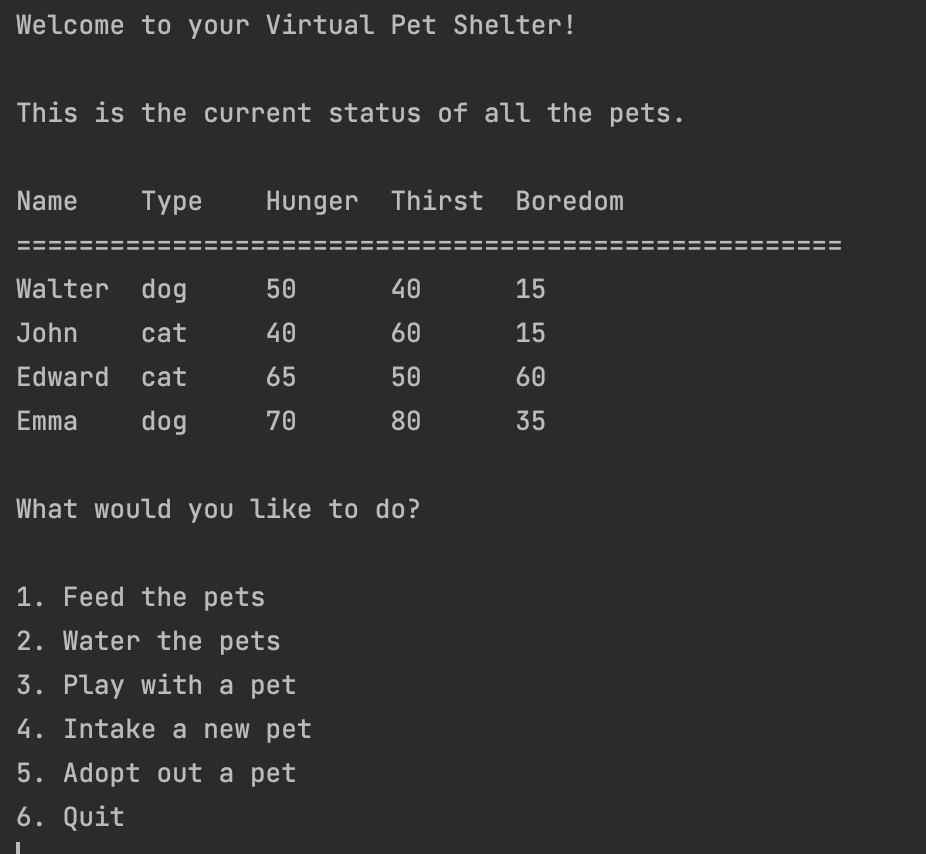 Welcome to your Virtual Pet Shelter!
This is the current status of all the pets.
Name    Type    Hunger  Thirst  Boredom
=====================================================
Walter  dog     50      40      15
John    cat     40      60      15
Edward  cat     65      50      60
Emma    dog     70      80      35
What would you like to do?
1. Feed the pets
2. Water the pets
3. Play with a pet
4. Intake a new pet
5. Adopt out a pet
6. Quit